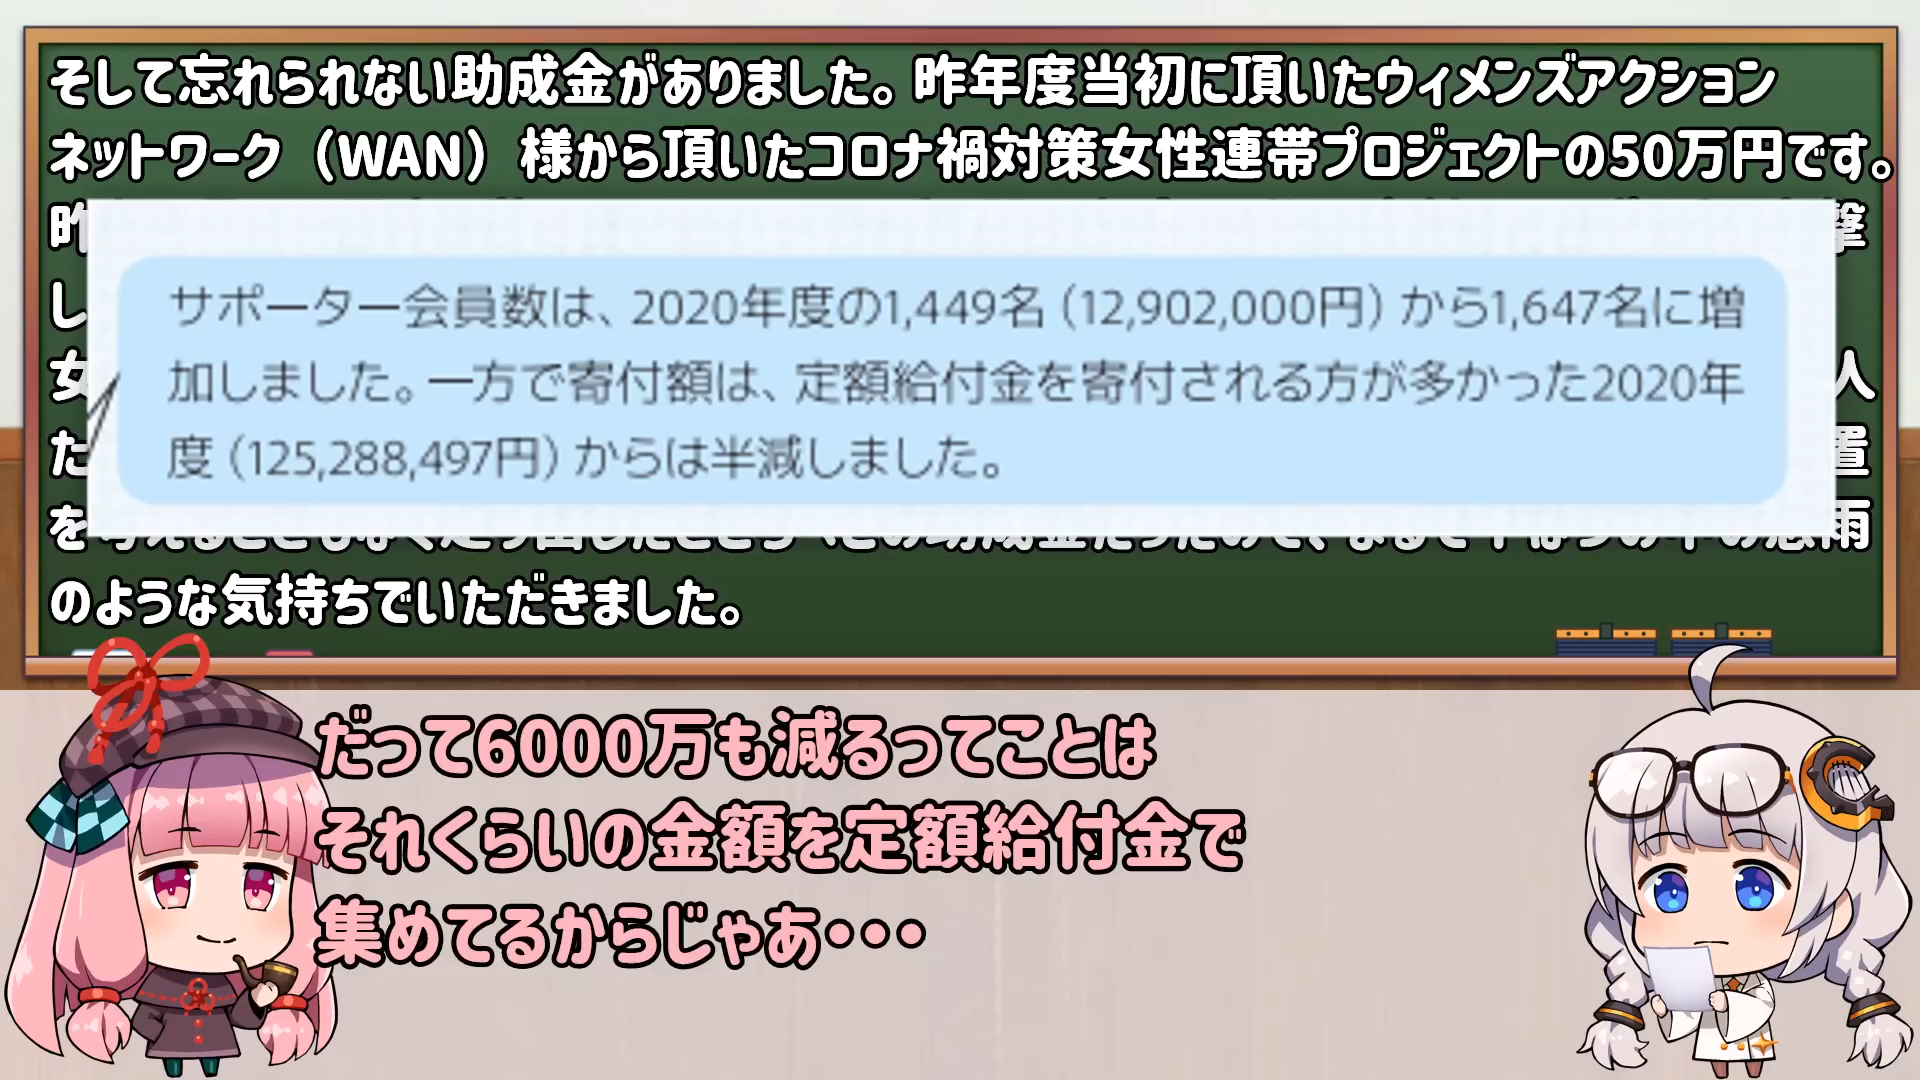 そして忘れられない助成金がありました。昨年度当初に頂いたウィメンズアクション
ネットワーク（WAN）様から頂いたコロナ禍対策女性連帯プロジェクトの50万円です。
昨
撃
し
サポーター会員数は、2020年度の1,449名（12,902,000円）から1,647名に増
加しました。一方で寄付額は、定額給付金を寄付される方が多かった2020年
度（125,288,497円）からは半減しました。
女
人
た
置
を
雨
のような気持ちでいただきました。
だって6000万も減るってことは
それくらいの金額を定額給付金で
集めてるからじゃあ・・・